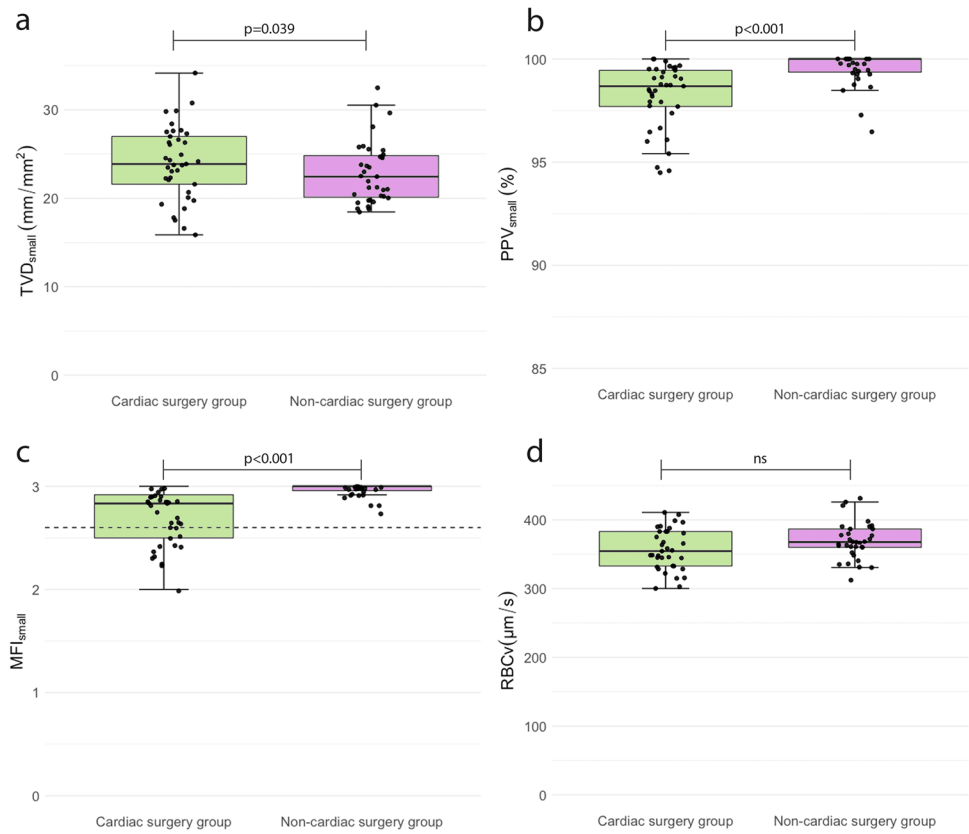 a
p=0.039
30
20
10
0
TVDsmall (mm/mm²)
Cardiac surgery group
Non-cardiac surgery group
b
p<0.001
100
95
90
85
PPVsmall (%)
Cardiac surgery group
Non-cardiac surgery group
c
p<0.001
3
2
1
0
MFIsmall
Cardiac surgery group
Non-cardiac surgery group
d
ns
400
300
200
100
0
RBCv(µm/s)
Cardiac surgery group
Non-cardiac surgery group